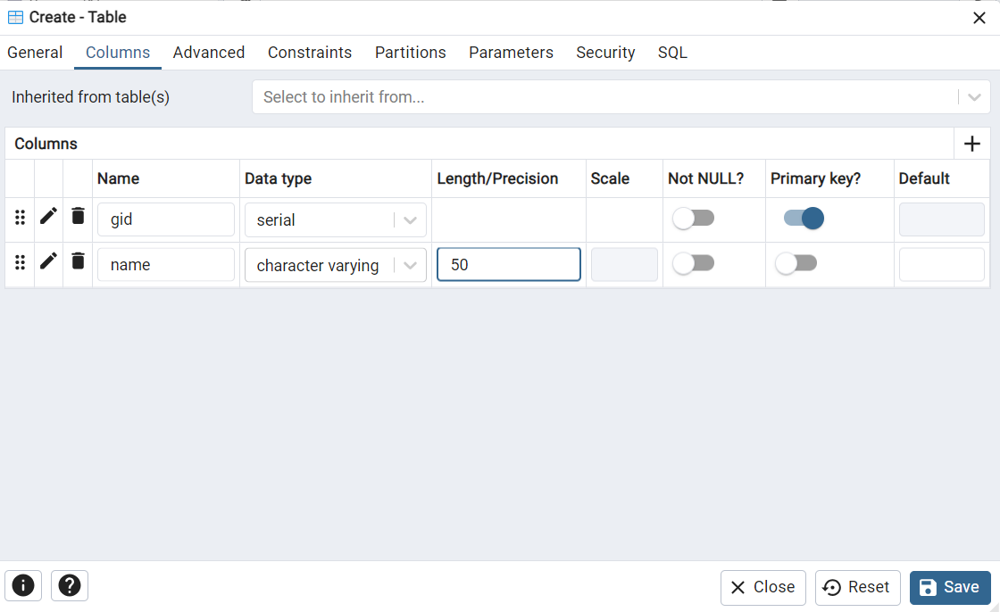 Create - Table
General Columns Advanced Constraints Partitions Parameters Security SQL
Inherited from table(s) Select to inherit from...
Columns
Name Data type Length/Precision Scale Not NULL? Primary key? Default
gid serial
name character varying 50
Close Reset Save